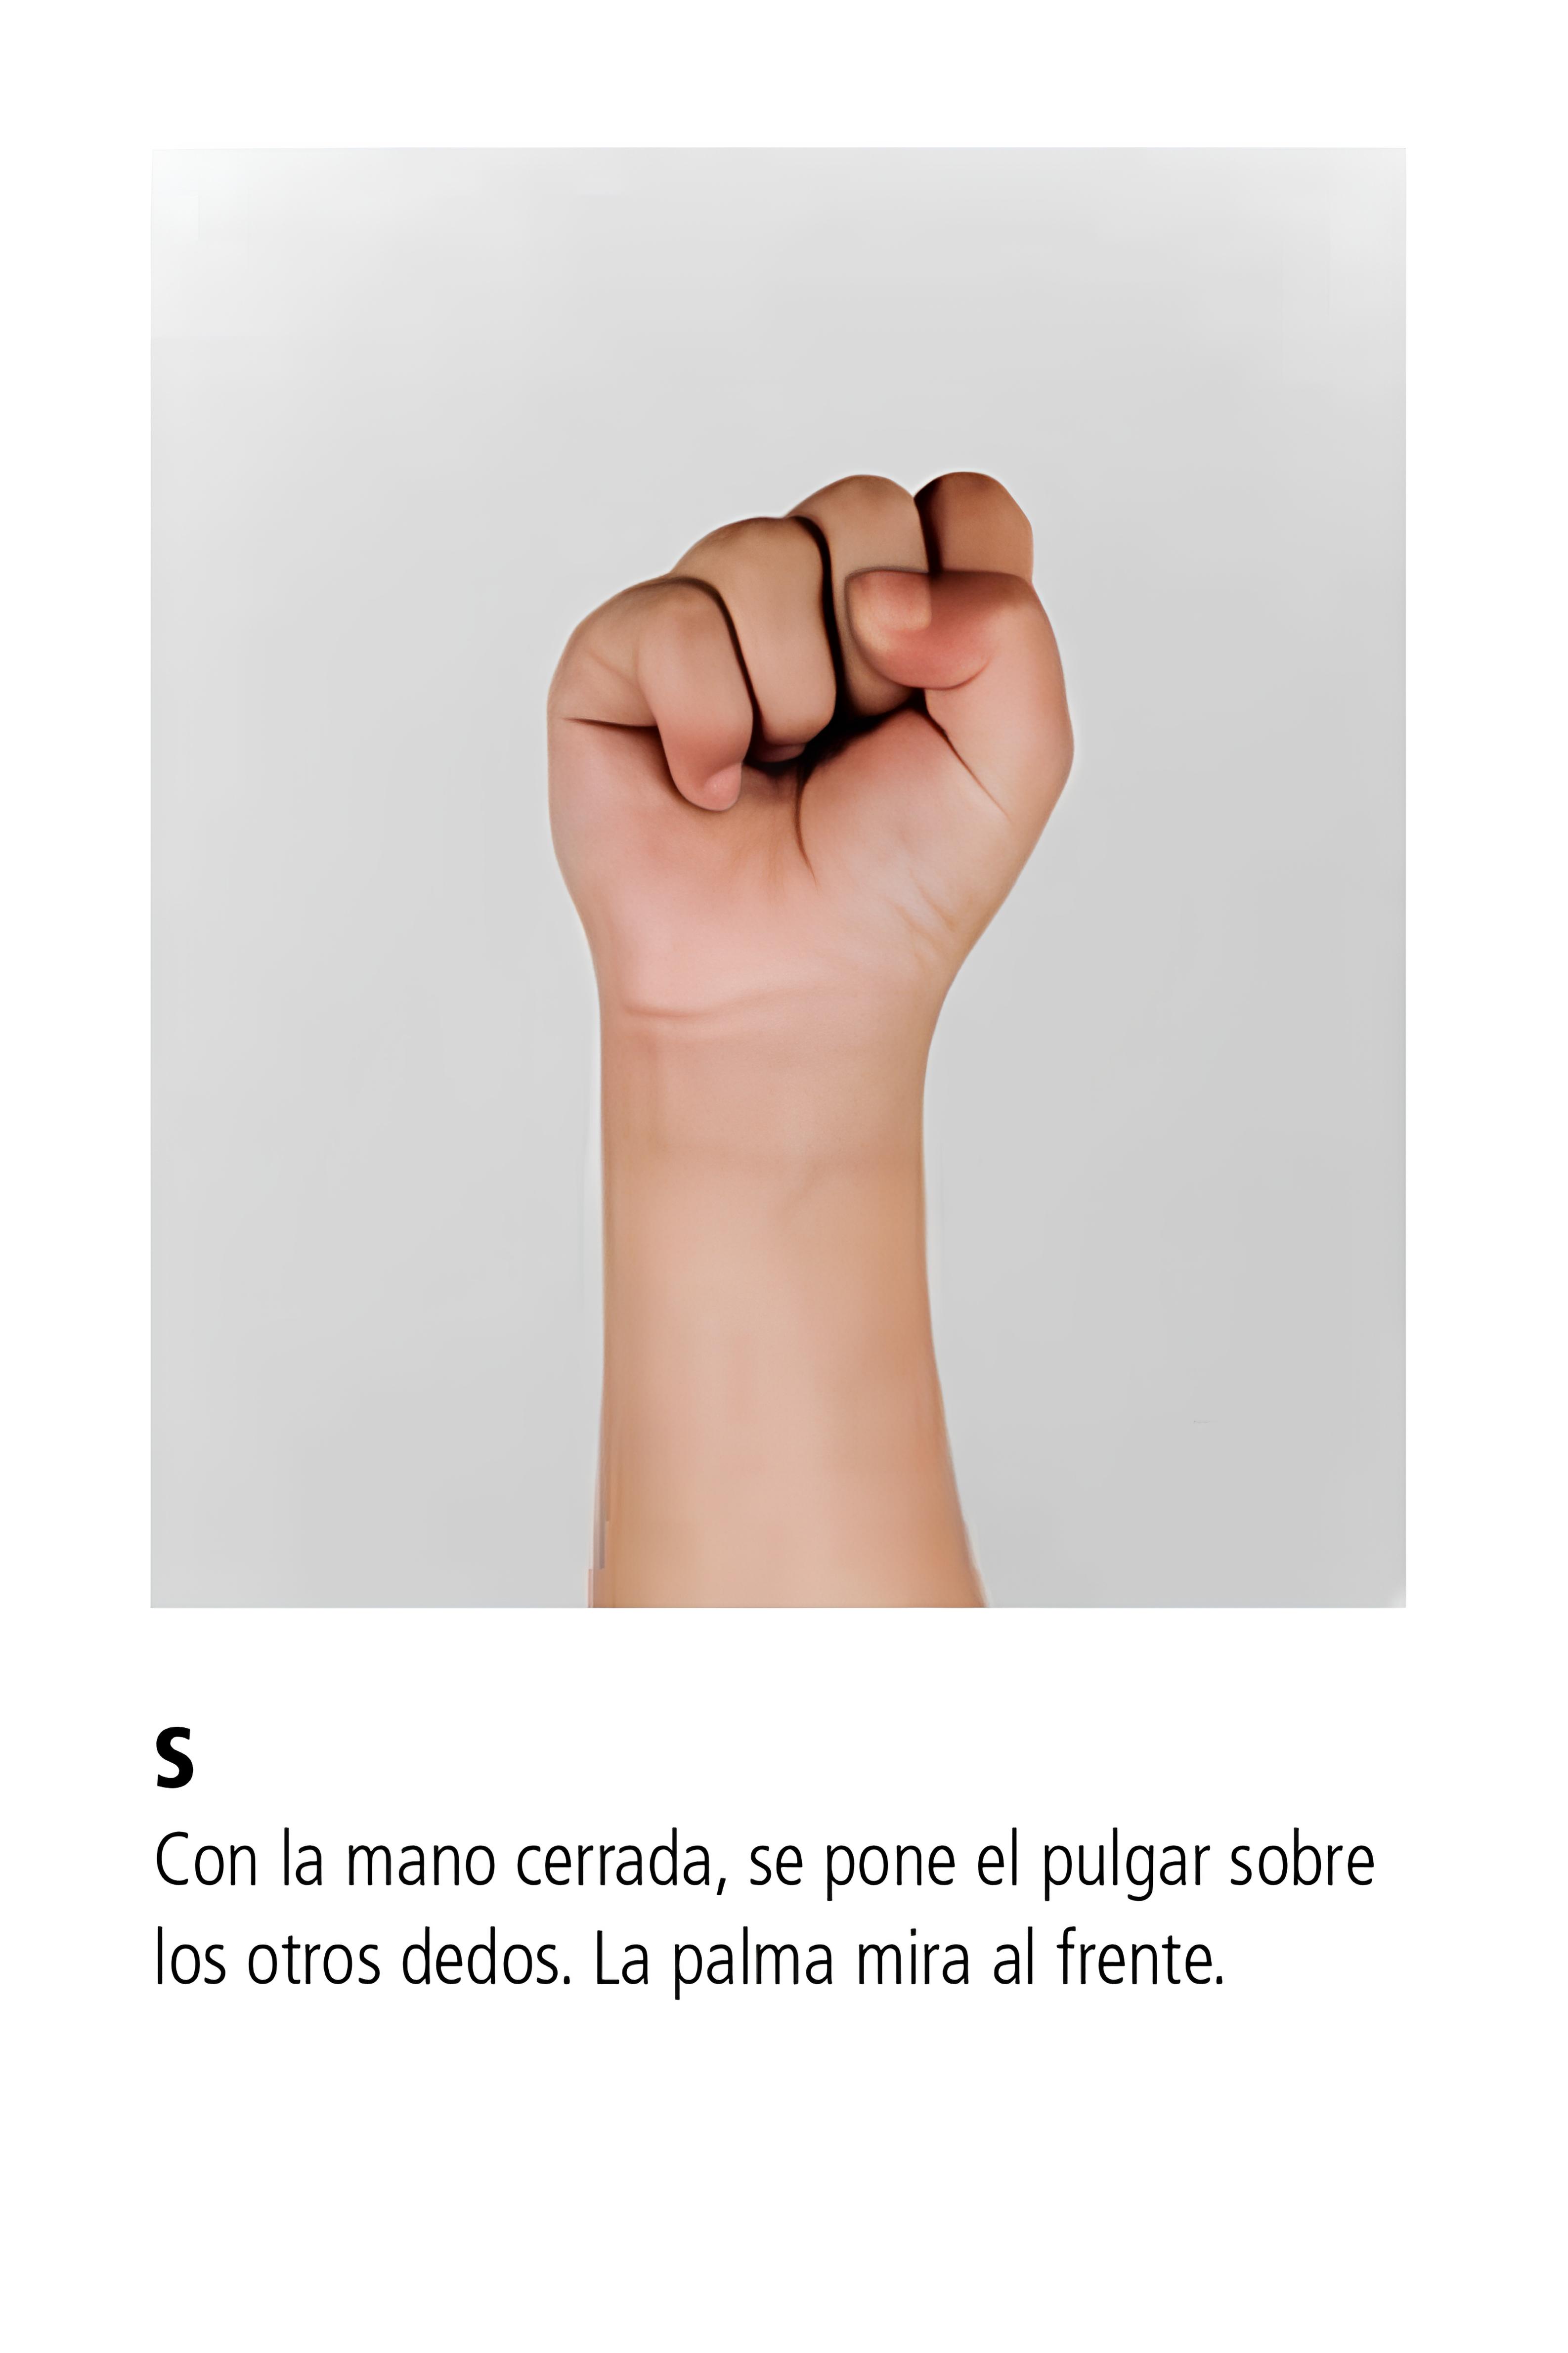 S
Con la mano cerrada, se pone el pulgar sobre
los otros dedos. La palma mira al frente.